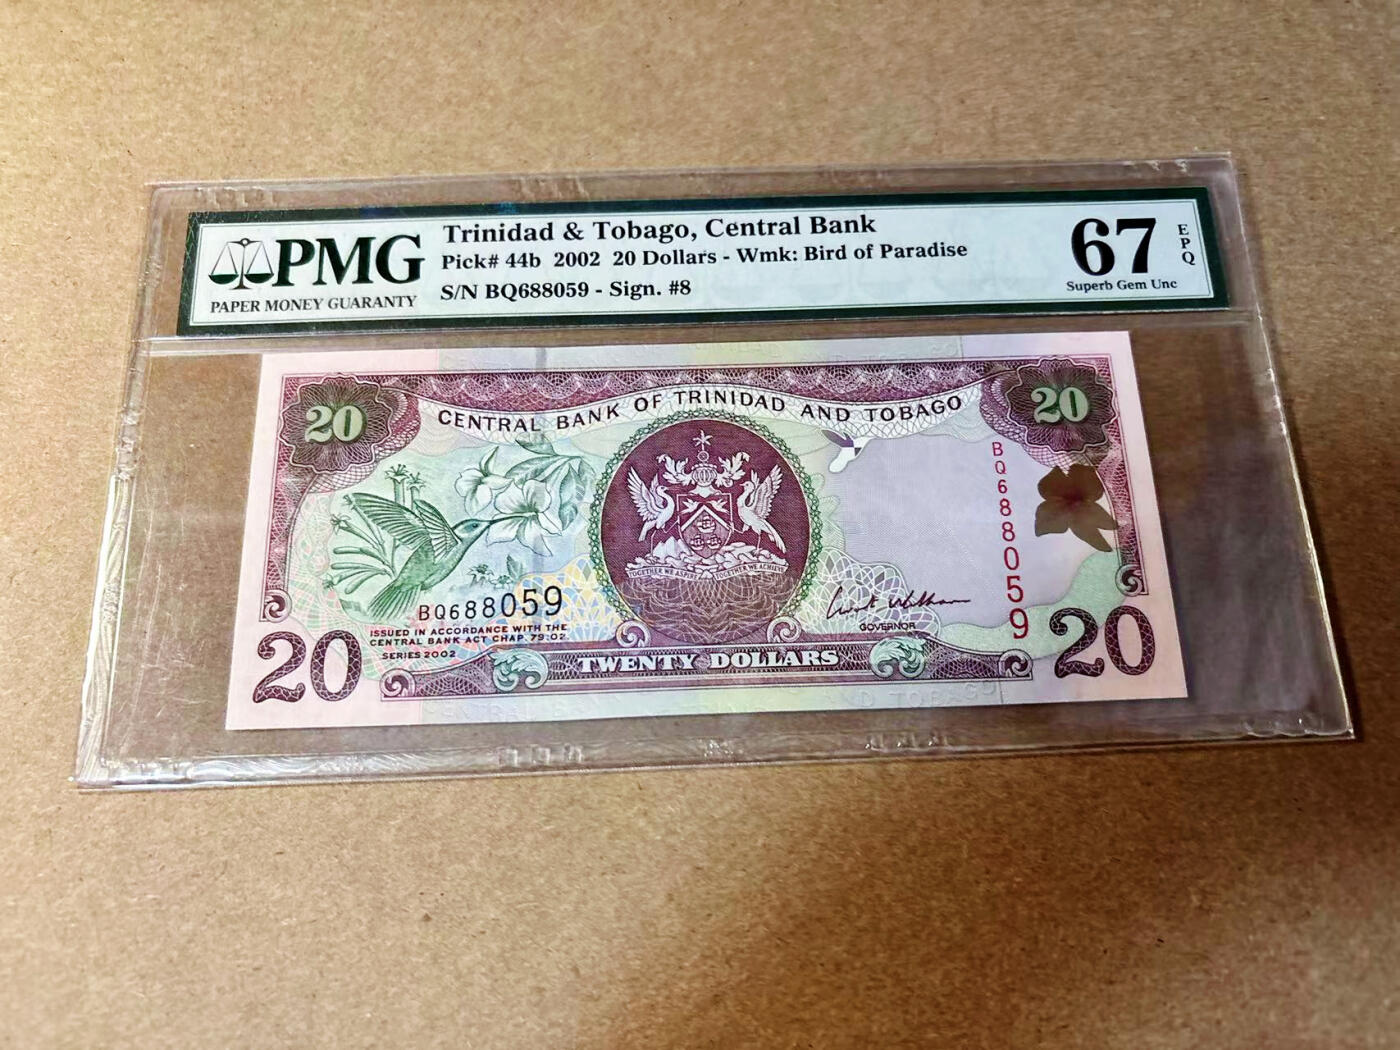 PMG
PAPER MONEY GUARANTY
Trinidad & Tobago, Central Bank
Pick# 44b 2002 20 Dollars - Wmk: Bird of Paradise
S/N BQ688059 - Sign. #8
67
EPQ
Superb Gem Unc
20
CENTRAL BANK OF TRINIDAD AND TOBAGO
20
BQ688059
TOGETHER WE ASPIRE TOGETHER WE ACHIEVE
BQ688059
ISSUED IN ACCORDANCE WITH THE
CENTRAL BANK ACT CHAP. 79:02
SERIES 2002
GOVERNOR
20
TWENTY DOLLARS
20